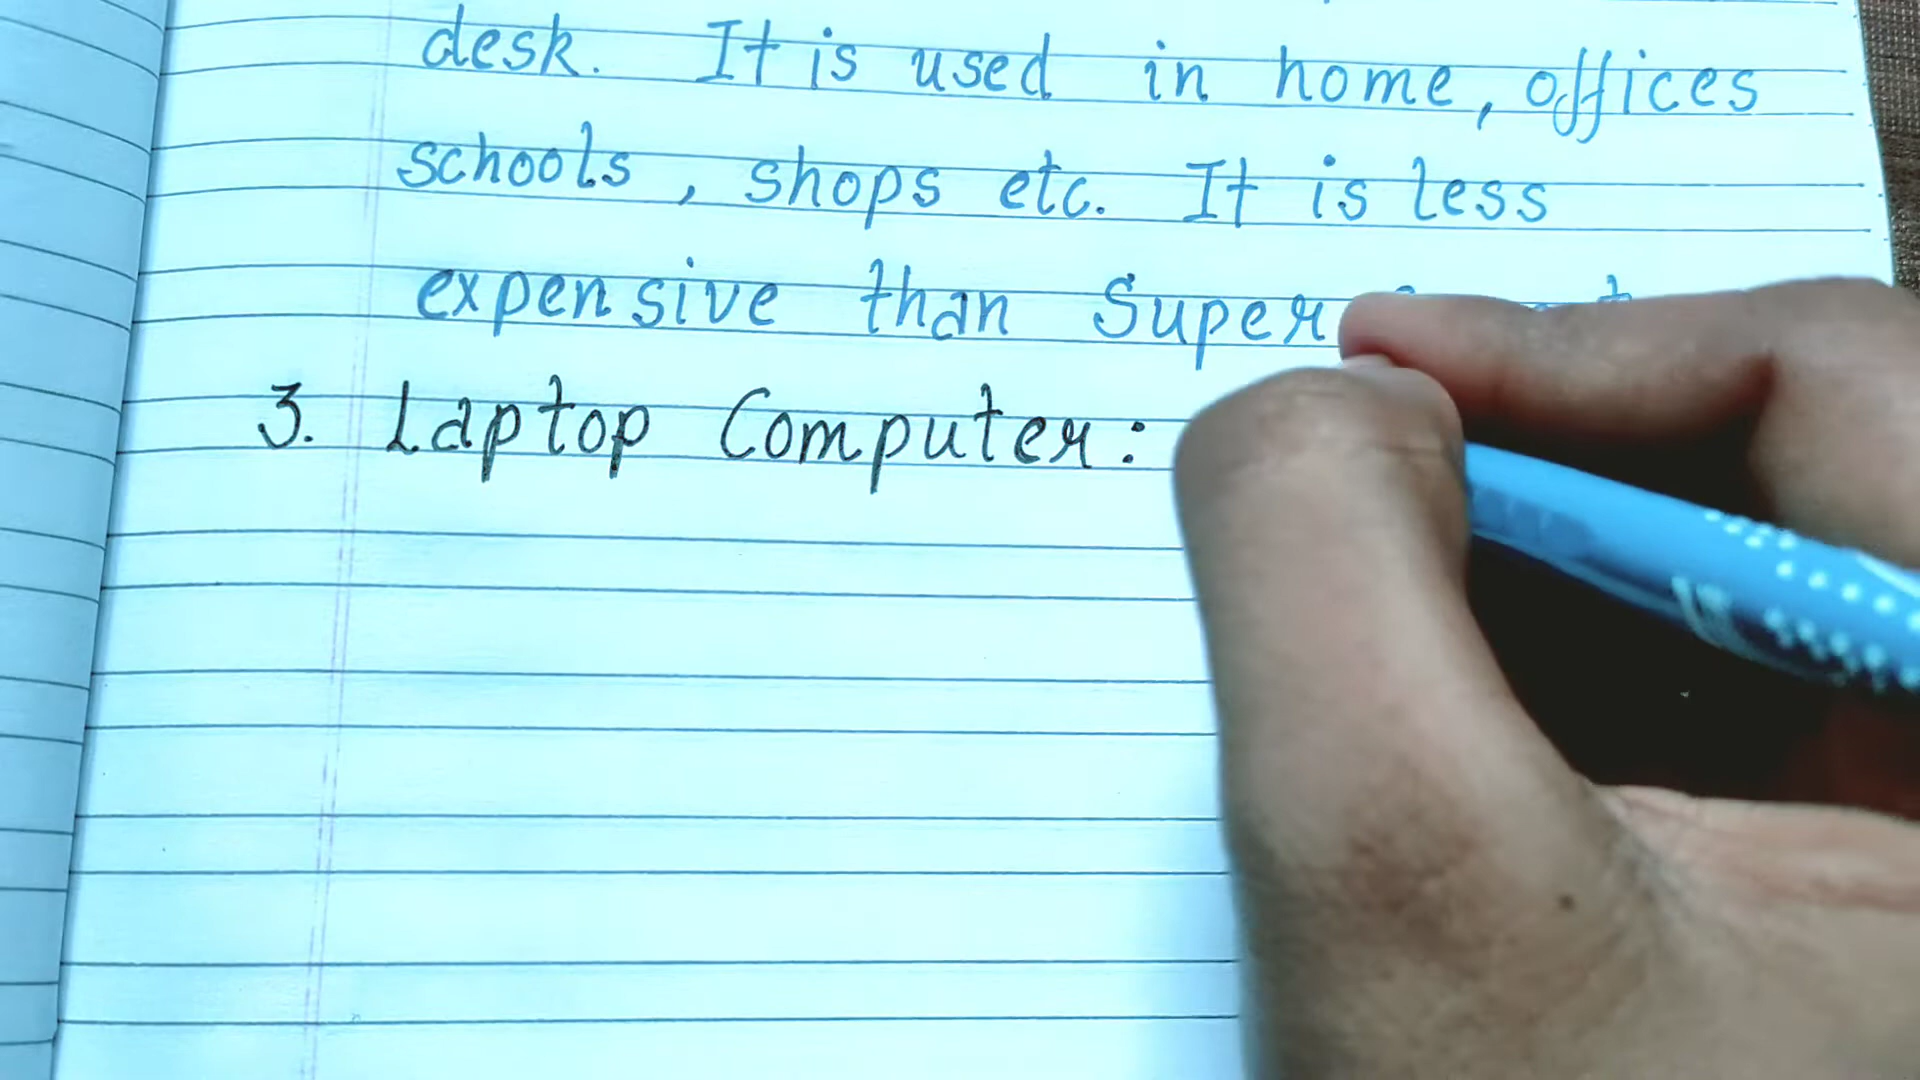 desk. It is used in home, offices
schools, shops etc. It is less
expensive than Super
3. Laptop Computer: